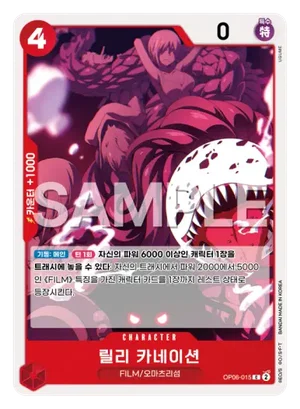 4
0
특수
특
카운터 +1000
SAMPLE
기동: 메인 턴 1회 자신의 파워 6000 이상인 캐릭터 1장을
트래시에 놓을 수 있다: 자신의 트래시에서 파워 2000에서 5000
인 《FILM》 특징을 가진 캐릭터 카드를 1장까지 레스트 상태로
등장시킨다.
CHARACTER
릴리 카네이션
FILM/오마츠리섬
OP06-015 R 2
BANDAI MADE IN KOREA